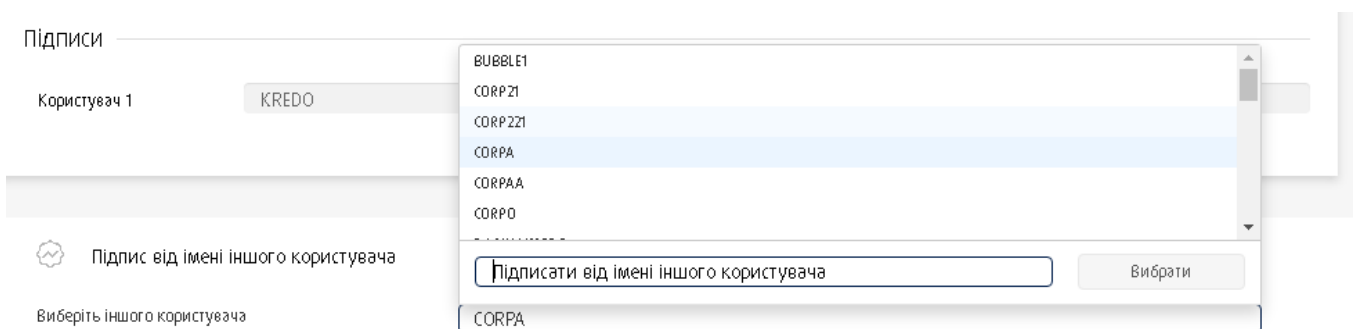 Підписи
Користувач 1
KREDO
BUBBLE1
CORP21
CORP221
CORPA
CORPAA
CORPO
Підпис від імені іншого користувача
Підписати від імені іншого користувача
Вибрати
Виберіть іншого користувача
CORPA